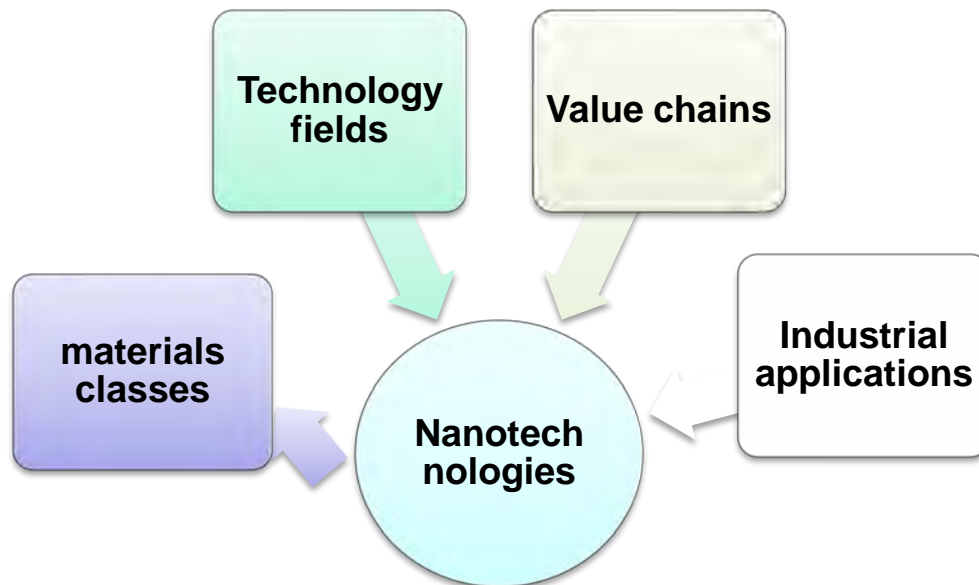 Technology
fields
Value chains
materials
classes
Industrial
applications
Nanotech
nologies